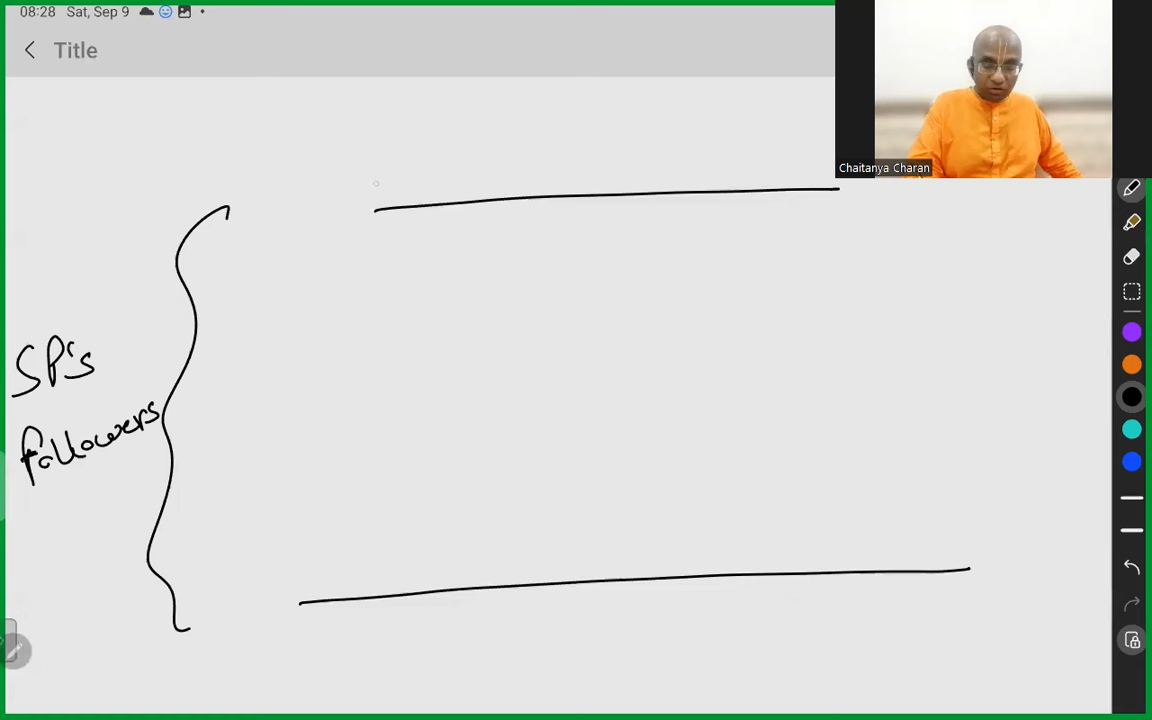 08:28 Sat, Sep 9
Title
Chaitanya Charan
SP's
followers